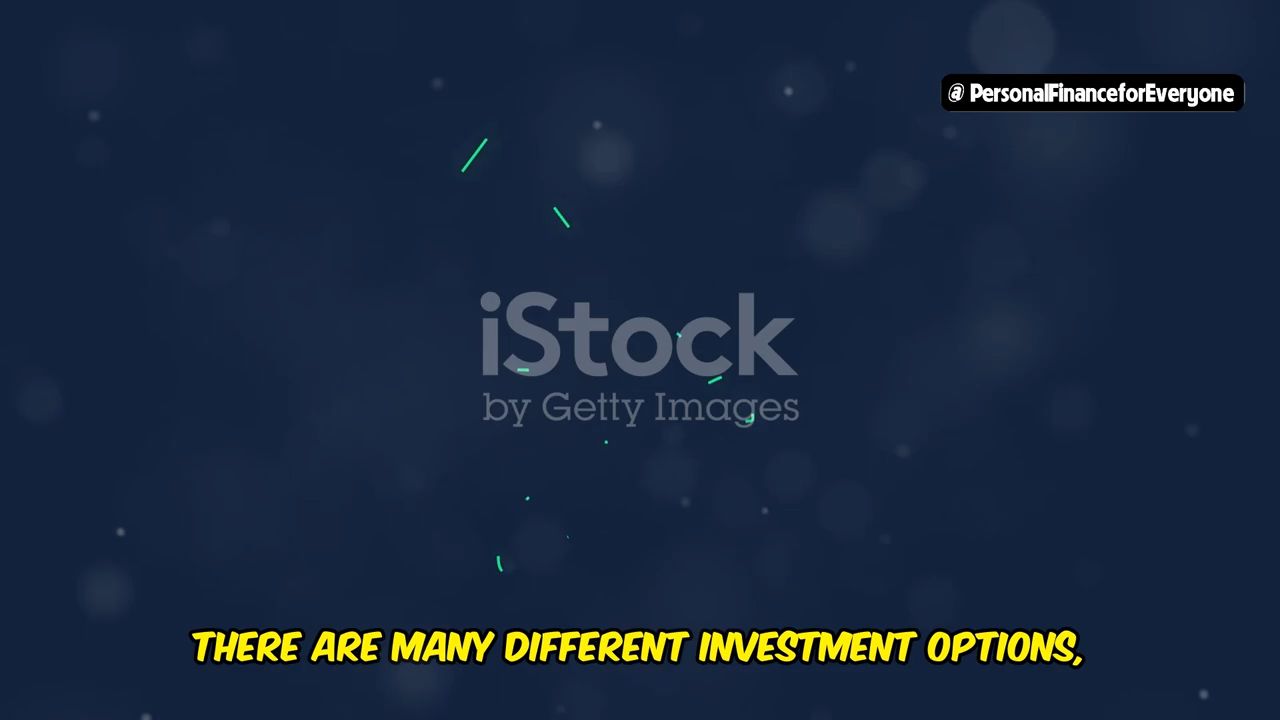 @ PersonalFinanceforEveryone
iStock
by Getty Images
THERE ARE MANY DIFFERENT INVESTMENT OPTIONS,